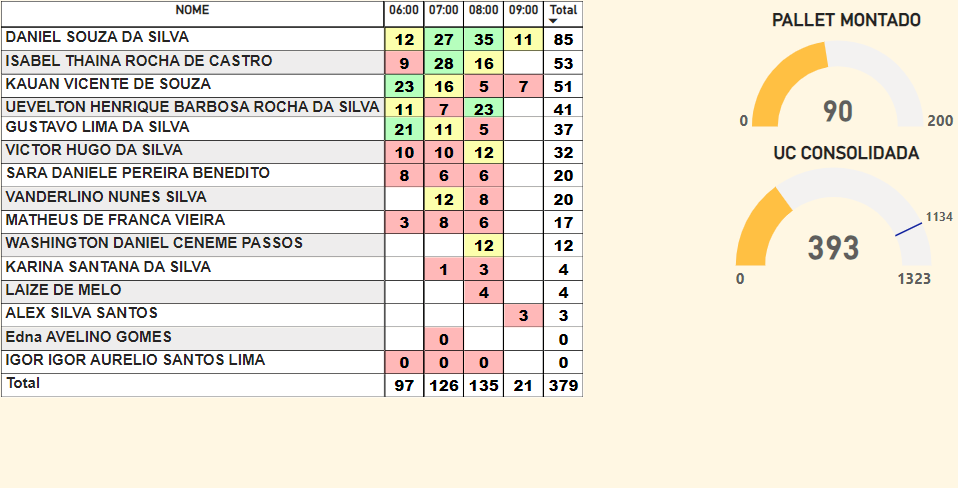 NOME 06:00 07:00 08:00 09:00 Total
DANIEL SOUZA DA SILVA 12 27 35 11 85
ISABEL THAINA ROCHA DE CASTRO 9 28 16 53
KAUAN VICENTE DE SOUZA 23 16 5 7 51
UEVELTON HENRIQUE BARBOSA ROCHA DA SILVA 11 7 23 41
GUSTAVO LIMA DA SILVA 21 11 5 37
VICTOR HUGO DA SILVA 10 10 12 32
SARA DANIELE PEREIRA BENEDITO 8 6 6 20
VANDERLINO NUNES SILVA 12 8 20
MATHEUS DE FRANCA VIEIRA 3 8 6 17
WASHINGTON DANIEL CENEME PASSOS 12 12
KARINA SANTANA DA SILVA 1 3 4
LAIZE DE MELO 4 4
ALEX SILVA SANTOS 3 3
Edna AVELINO GOMES 0 0
IGOR IGOR AURELIO SANTOS LIMA 0 0 0 0
Total 97 126 135 21 379
PALLET MONTADO
90
0 200
UC CONSOLIDADA
1134
393
0 1323